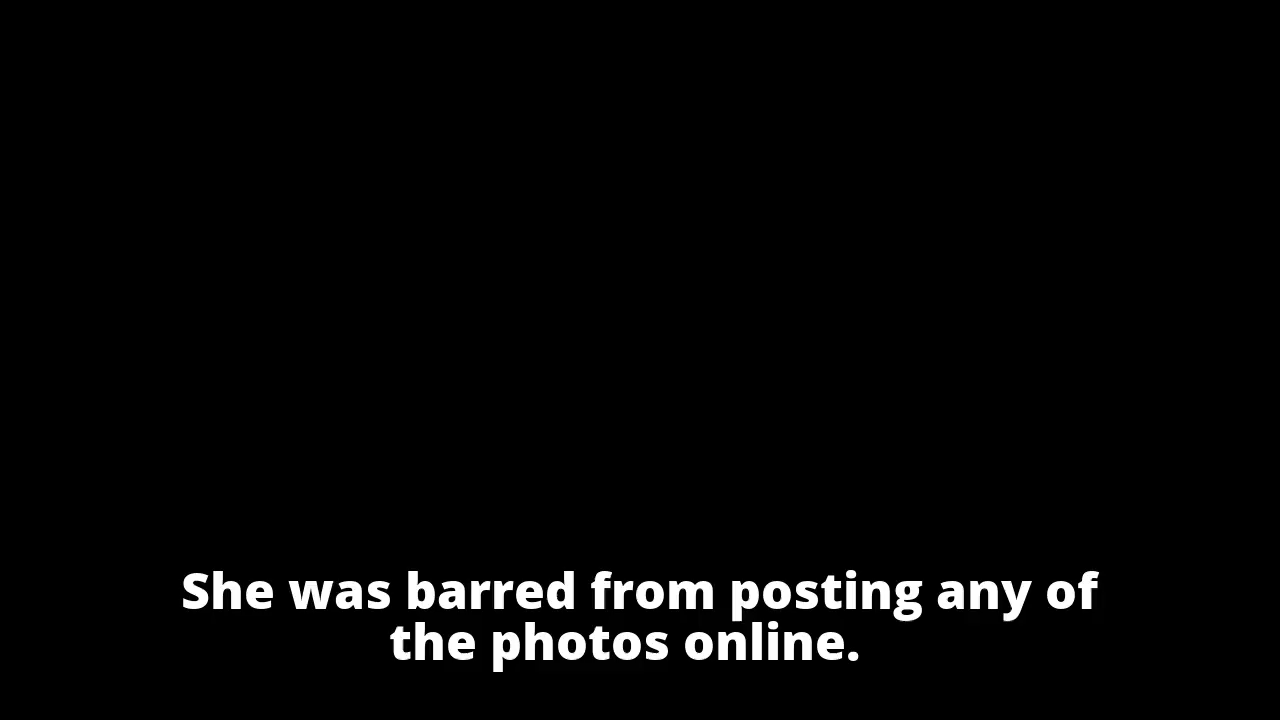 She was barred from posting any of
the photos online.